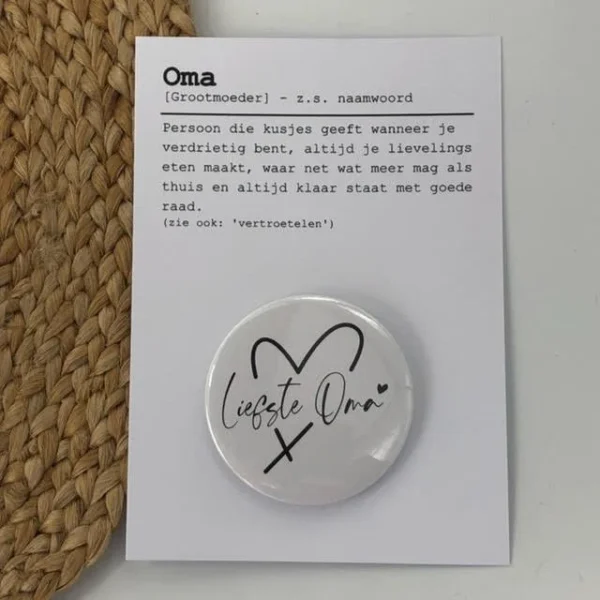 Oma
[Grootmoeder] - z.s. naamwoord
Persoon die kusjes geeft wanneer je
verdrietig bent, altijd je lievelings
eten maakt, waar net wat meer mag als
thuis en altijd klaar staat met goede
raad.
(zie ook: 'vertroetelen')
Liefste Oma